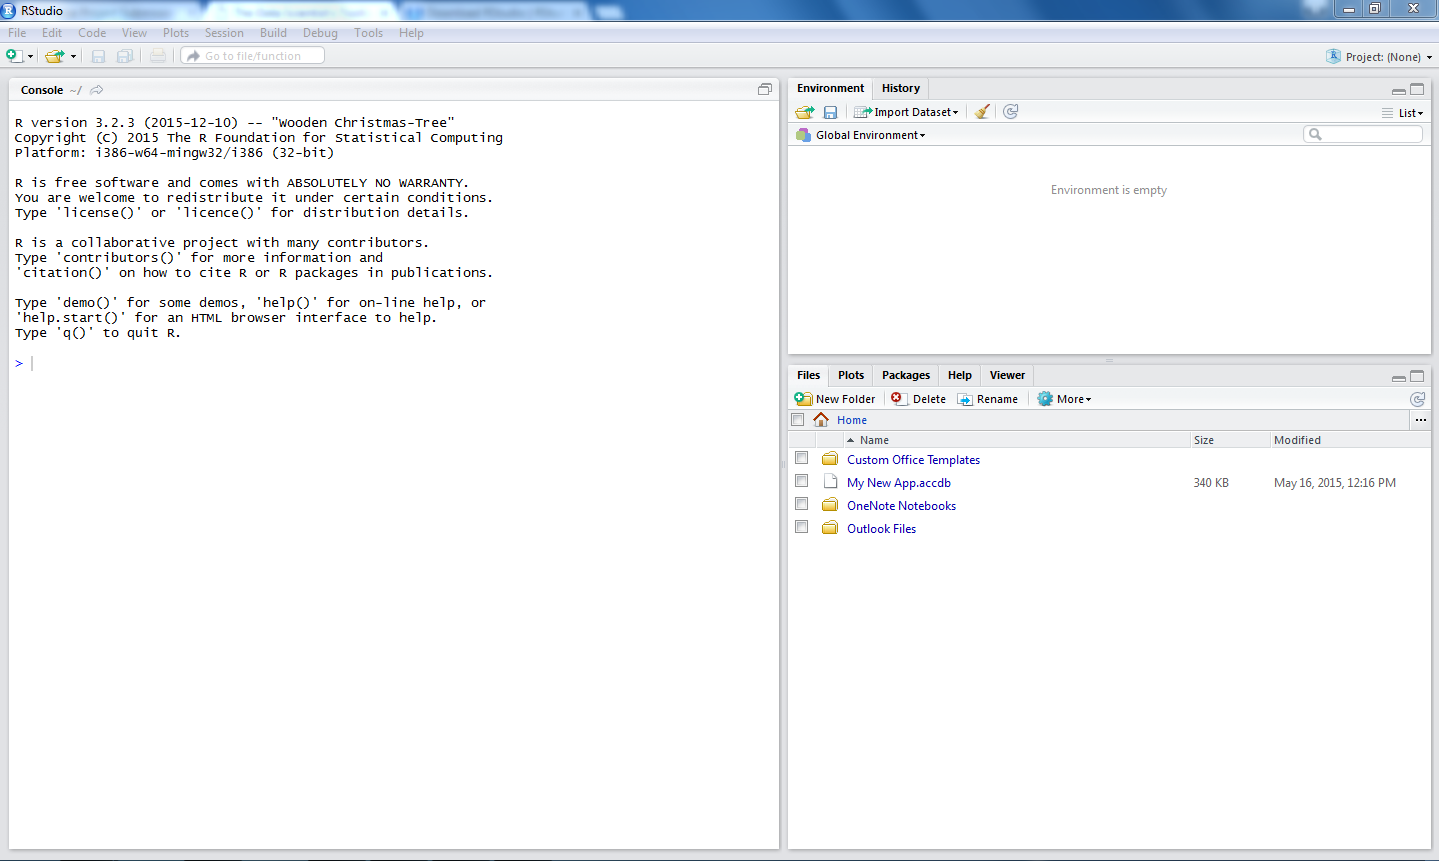 RStudio
File Edit Code View Plots Session Build Debug Tools Help
Go to file/function
Project: (None)
Console ~/
R version 3.2.3 (2015-12-10) -- "Wooden Christmas-Tree"
Copyright (C) 2015 The R Foundation for Statistical Computing
Platform: i386-w64-mingw32/i386 (32-bit)
R is free software and comes with ABSOLUTELY NO WARRANTY.
You are welcome to redistribute it under certain conditions.
Type 'license()' or 'licence()' for distribution details.
R is a collaborative project with many contributors.
Type 'contributors()' for more information and
'citation()' on how to cite R or R packages in publications.
Type 'demo()' for some demos, 'help()' for on-line help, or
'help.start()' for an HTML browser interface to help.
Type 'q()' to quit R.
>
Environment History
Import Dataset List
Global Environment
Environment is empty
Files Plots Packages Help Viewer
New Folder Delete Rename More
Home ...
Name Size Modified
Custom Office Templates
My New App.accdb 340 KB May 16, 2015, 12:16 PM
OneNote Notebooks
Outlook Files